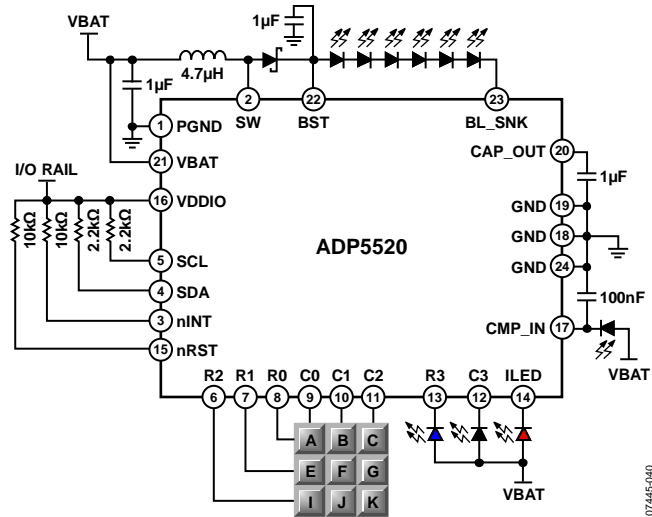 VBAT
1µF
4.7µH
1µF
2
SW
22
BST
23
BL_SNK
1
PGND
21
VBAT
I/O RAIL
16
VDDIO
10kΩ
10kΩ
2.2kΩ
2.2kΩ
5
SCL
4
SDA
3
nINT
15
nRST
ADP5520
20
CAP_OUT
1µF
19
GND
18
GND
24
GND
100nF
17
CMP_IN
VBAT
R2
R1
R0
C0
C1
C2
R3
C3
ILED
6
7
8
9
10
11
13
12
14
A
B
C
E
F
G
I
J
K
VBAT
07445-040